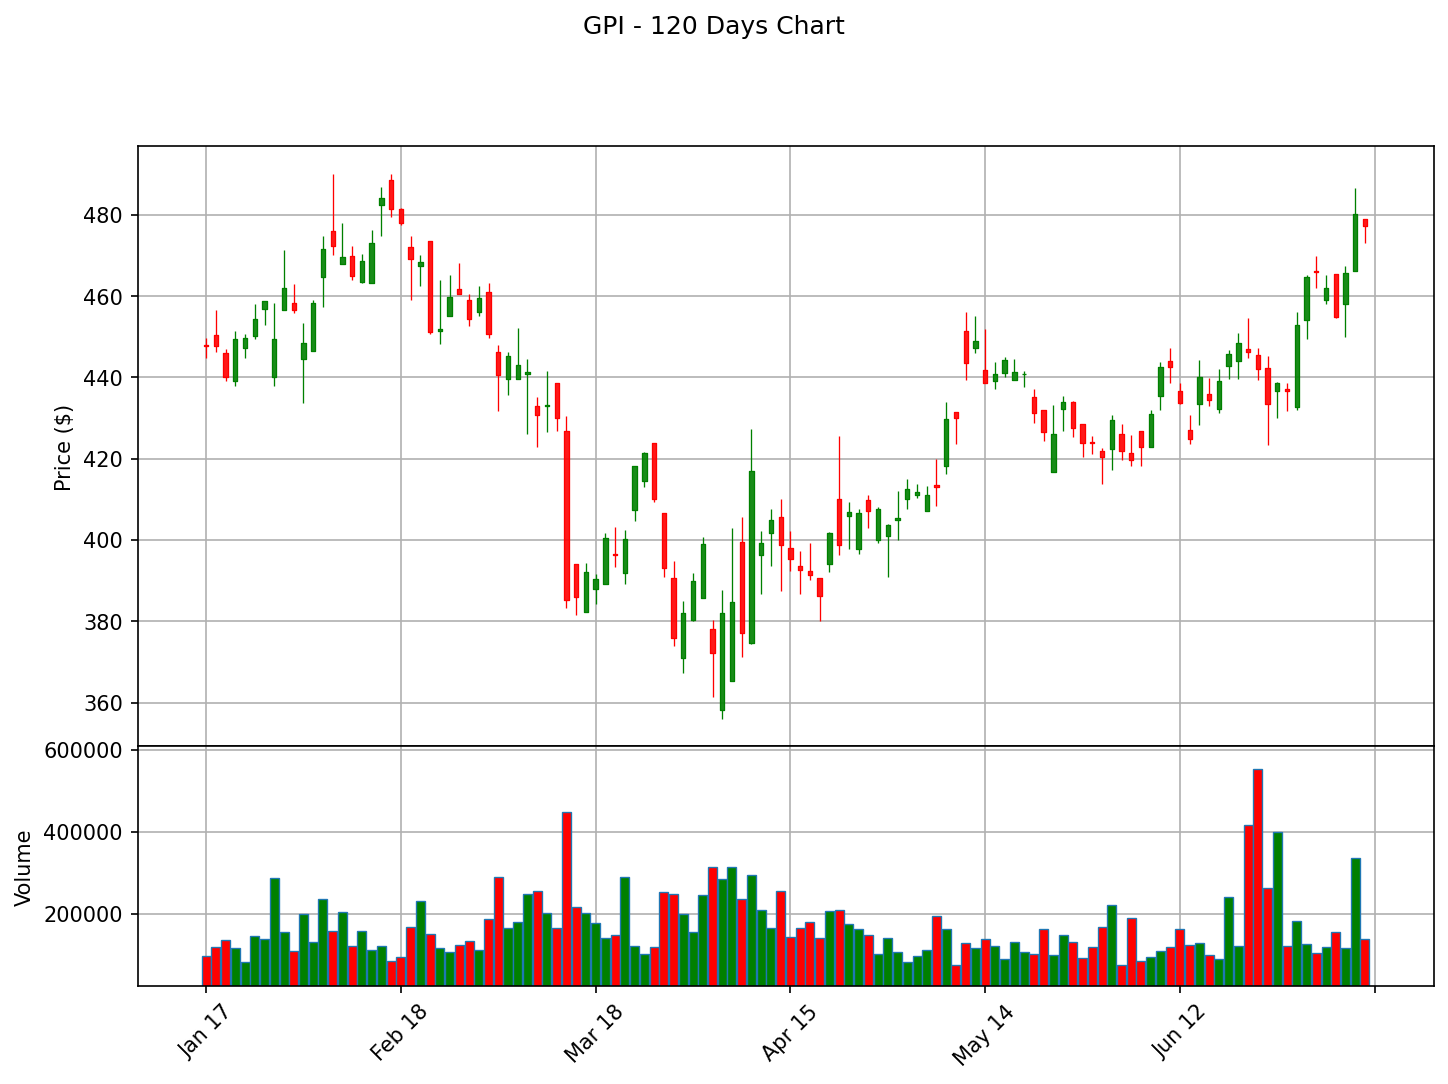 GPI - 120 Days Chart
Price ($)
480
460
440
420
400
380
360
Volume
600000
400000
200000
Jan 17
Feb 18
Mar 18
Apr 15
May 14
Jun 12